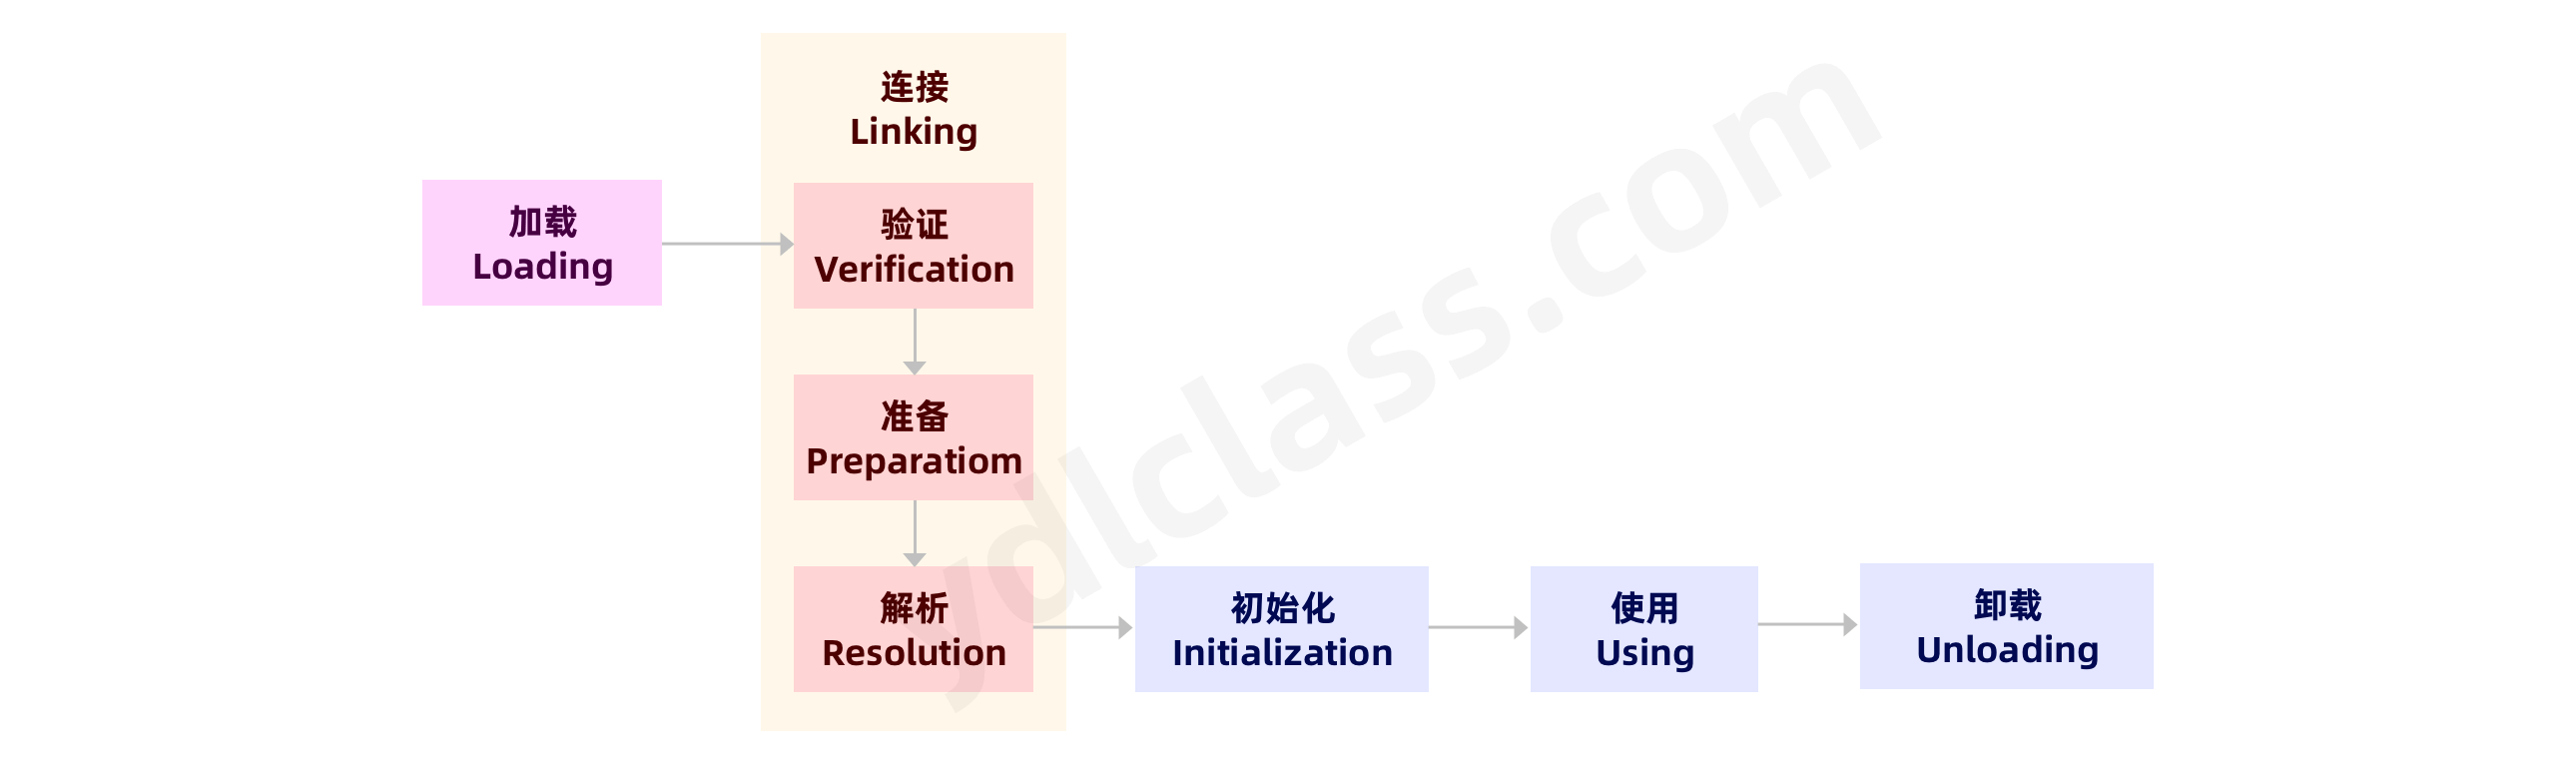 连接
Linking
加载
Loading
验证
Verification
准备
Preparatiom
解析
Resolution
初始化
Initialization
使用
Using
卸载
Unloading
ydlclass.com